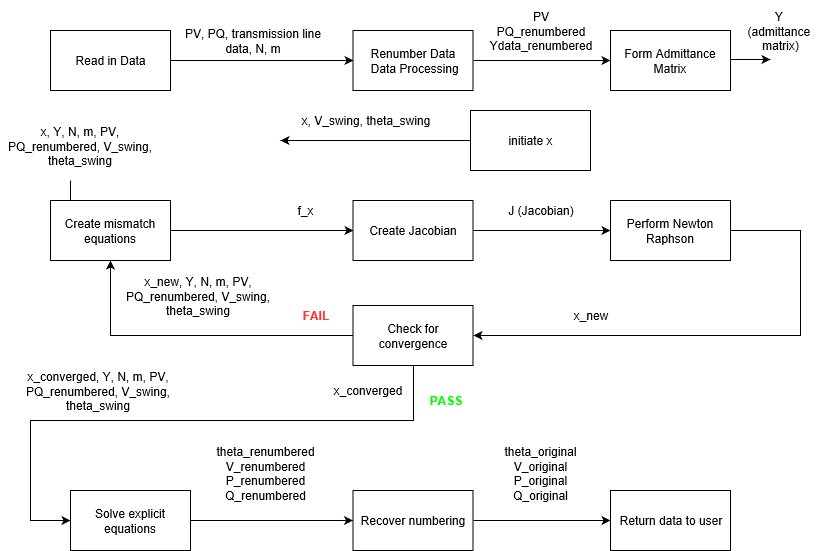 Read in Data
PV, PQ, transmission line
data, N, m
Renumber Data
Data Processing
PV
PQ_renumbered
Ydata_renumbered
Form Admittance
Matrix
Y
(admittance
matrix)
x, V_swing, theta_swing
initiate x
x, Y, N, m, PV,
PQ_renumbered, V_swing,
theta_swing
Create mismatch
equations
f_x
Create Jacobian
J (Jacobian)
Perform Newton
Raphson
x_new, Y, N, m, PV,
PQ_renumbered, V_swing,
theta_swing
FAIL
Check for
convergence
x_new
x_converged, Y, N, m, PV,
PQ_renumbered, V_swing,
theta_swing
x_converged
PASS
Solve explicit
equations
theta_renumbered
V_renumbered
P_renumbered
Q_renumbered
Recover numbering
theta_original
V_original
P_original
Q_original
Return data to user